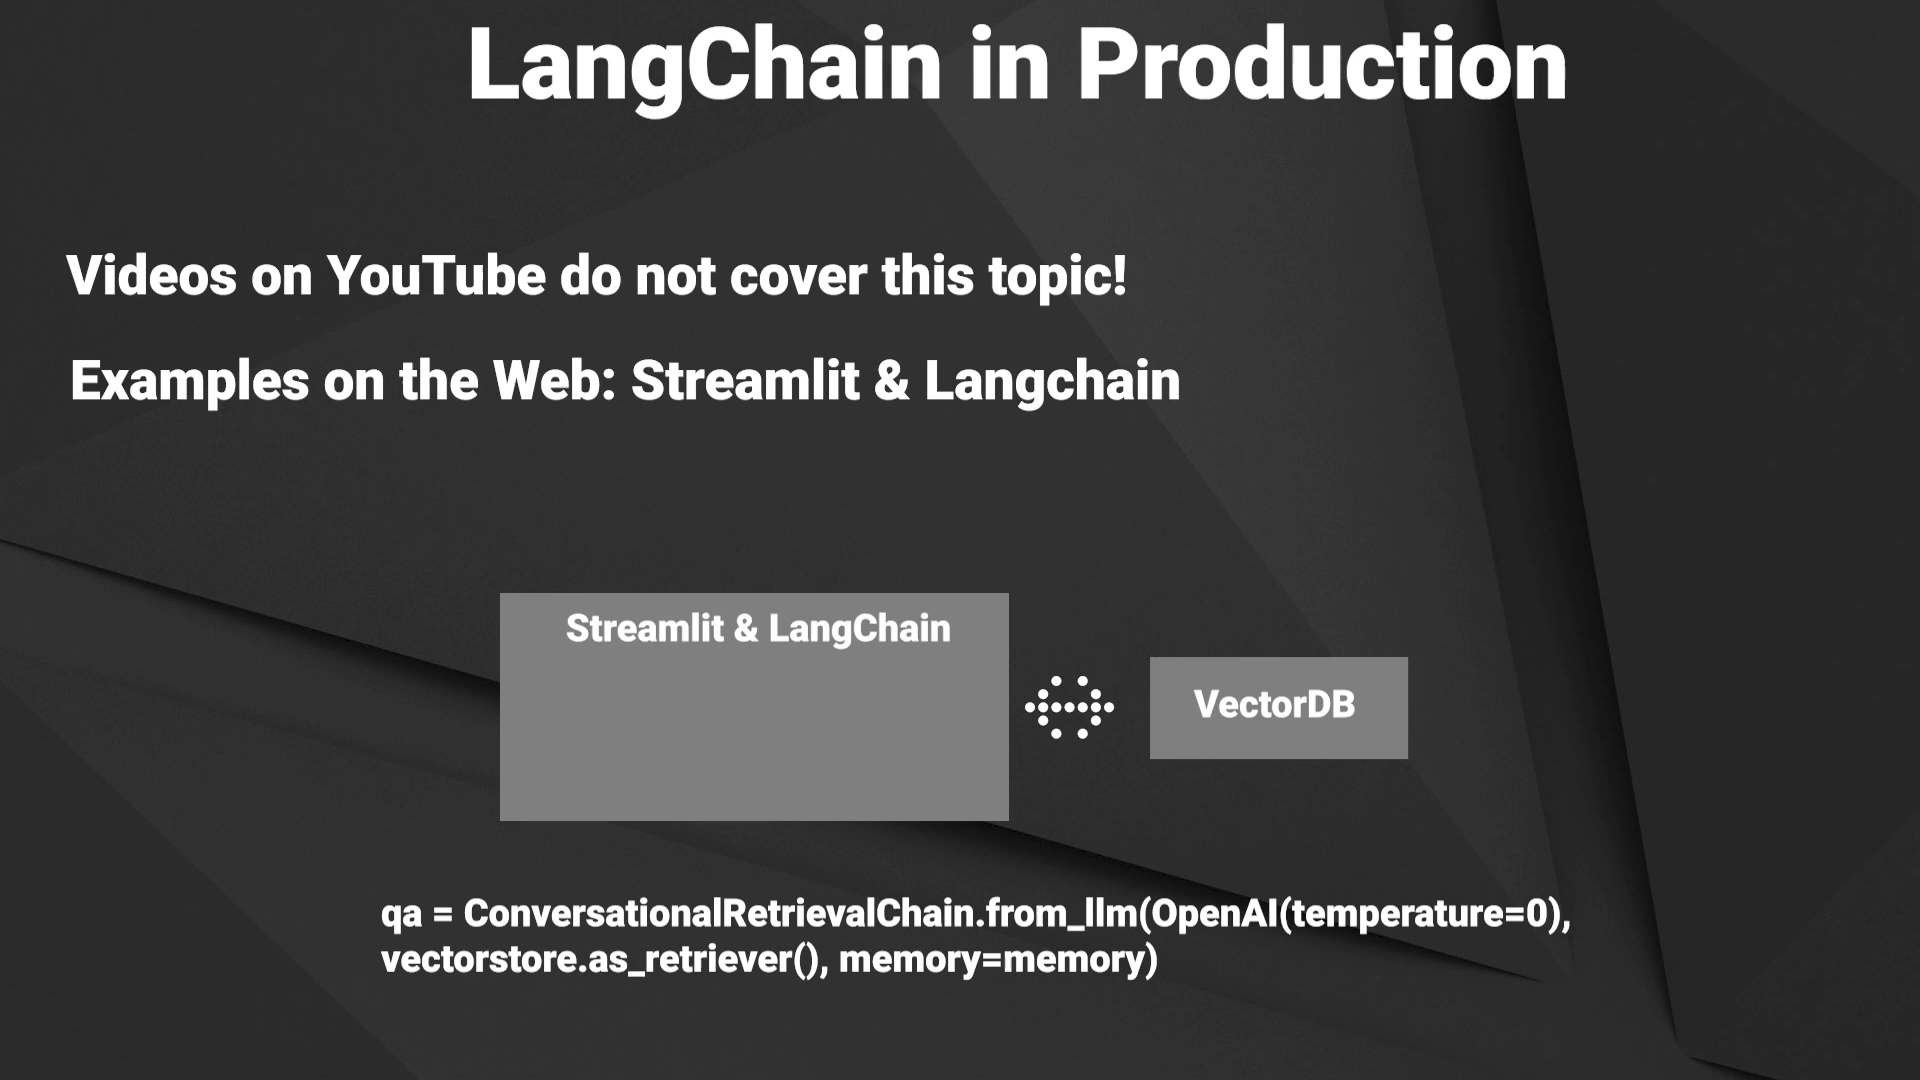 LangChain in Production
Videos on YouTube do not cover this topic!
Examples on the Web: Streamlit & Langchain
Streamlit & LangChain
VectorDB
qa = ConversationalRetrievalChain.from_llm(OpenAI(temperature=0),
vectorstore.as_retriever(), memory=memory)